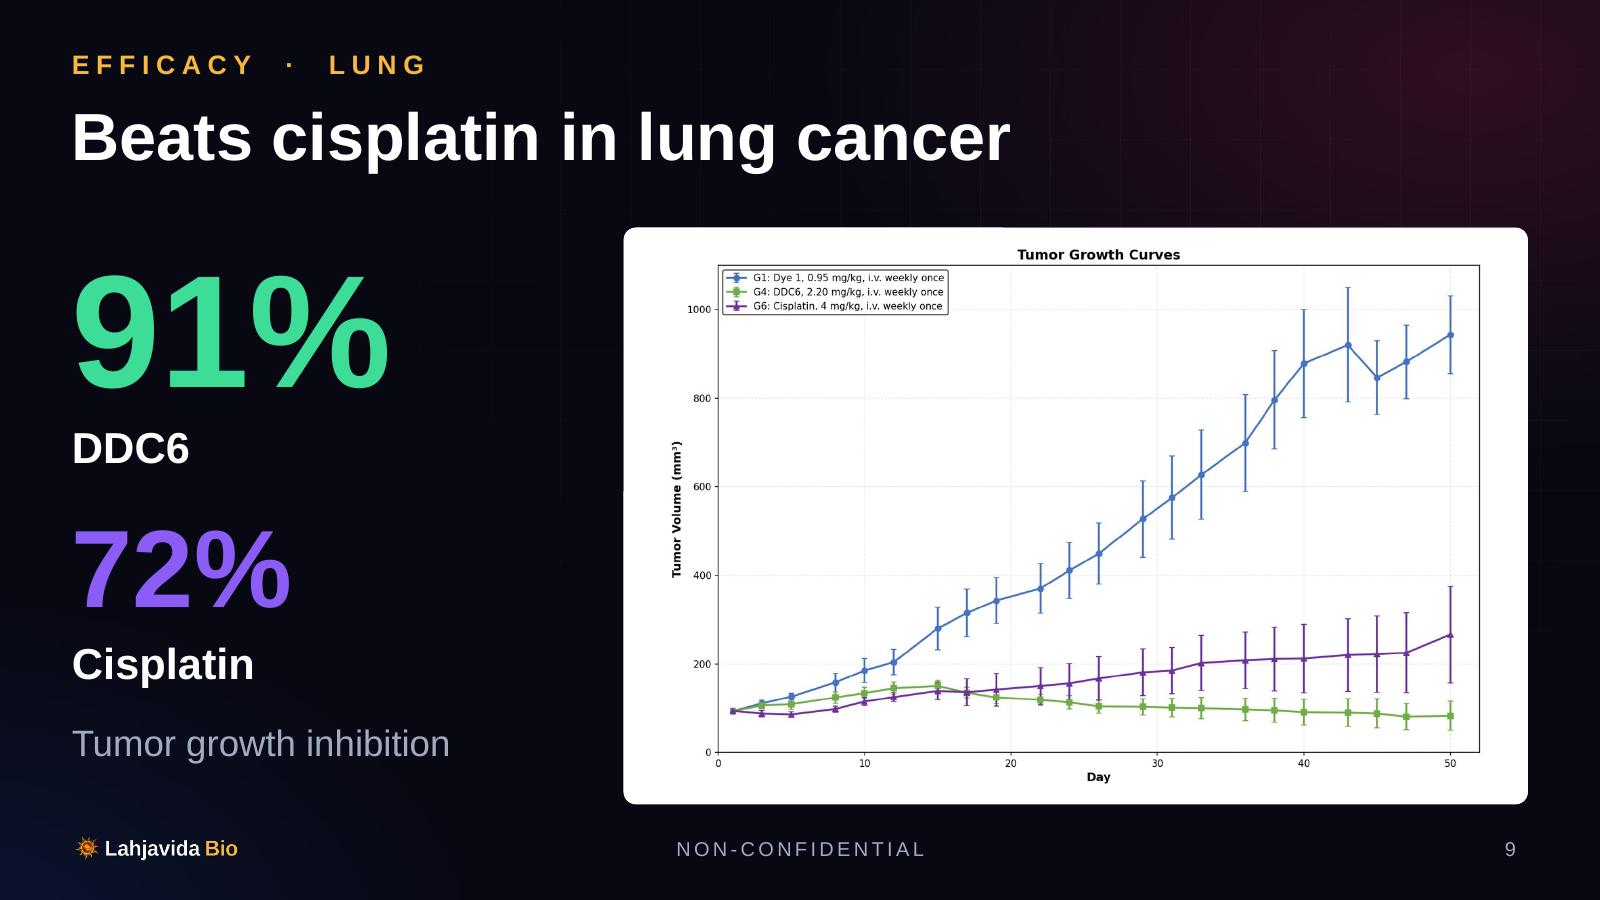 EFFICACY · LUNG
Beats cisplatin in lung cancer
91%
DDC6
72%
Cisplatin
Tumor growth inhibition
Tumor Growth Curves
G1: Dye 1, 0.95 mg/kg, i.v. weekly once
G4: DDC6, 2.20 mg/kg, i.v. weekly once
G6: Cisplatin, 4 mg/kg, i.v. weekly once
Tumor Volume (mm³)
1000
800
600
400
200
0
0 10 20 30 40 50
Day
Lahjavida Bio
NON-CONFIDENTIAL
9